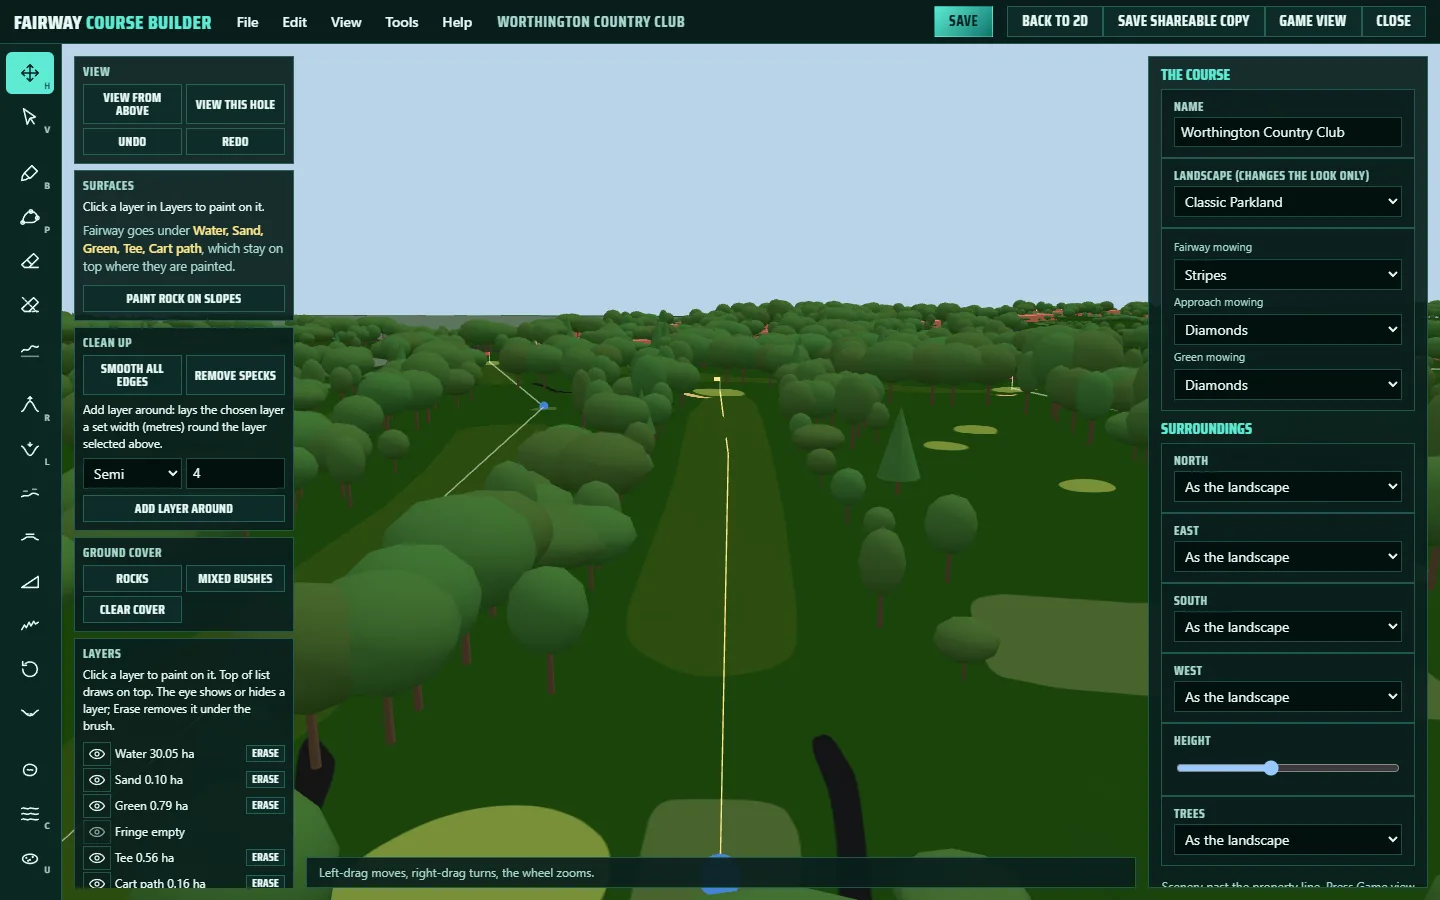 FAIRWAY COURSE BUILDER
File
Edit
View
Tools
Help
WORTHINGTON COUNTRY CLUB
SAVE
BACK TO 2D
SAVE SHAREABLE COPY
GAME VIEW
CLOSE
H
V
B
P
R
L
C
U
VIEW
VIEW FROM
ABOVE
VIEW THIS HOLE
UNDO
REDO
SURFACES
Click a layer in Layers to paint on it.
Fairway goes under Water, Sand,
Green, Tee, Cart path, which stay on
top where they are painted.
PAINT ROCK ON SLOPES
CLEAN UP
SMOOTH ALL
EDGES
REMOVE SPECKS
Add layer around: lays the chosen layer
a set width (metres) round the layer
selected above.
Semi
4
ADD LAYER AROUND
GROUND COVER
ROCKS
MIXED BUSHES
CLEAR COVER
LAYERS
Click a layer to paint on it. Top of list
draws on top. The eye shows or hides a
layer; Erase removes it under the
brush.
Water 30.05 ha
ERASE
Sand 0.10 ha
ERASE
Green 0.79 ha
ERASE
Fringe empty
Tee 0.56 ha
ERASE
Cart path 0.16 ha
ERASE
Left-drag moves, right-drag turns, the wheel zooms.
THE COURSE
NAME
Worthington Country Club
LANDSCAPE (CHANGES THE LOOK ONLY)
Classic Parkland
Fairway mowing
Stripes
Approach mowing
Diamonds
Green mowing
Diamonds
SURROUNDINGS
NORTH
As the landscape
EAST
As the landscape
SOUTH
As the landscape
WEST
As the landscape
HEIGHT
TREES
As the landscape
Scenery past the property line. Press Game view